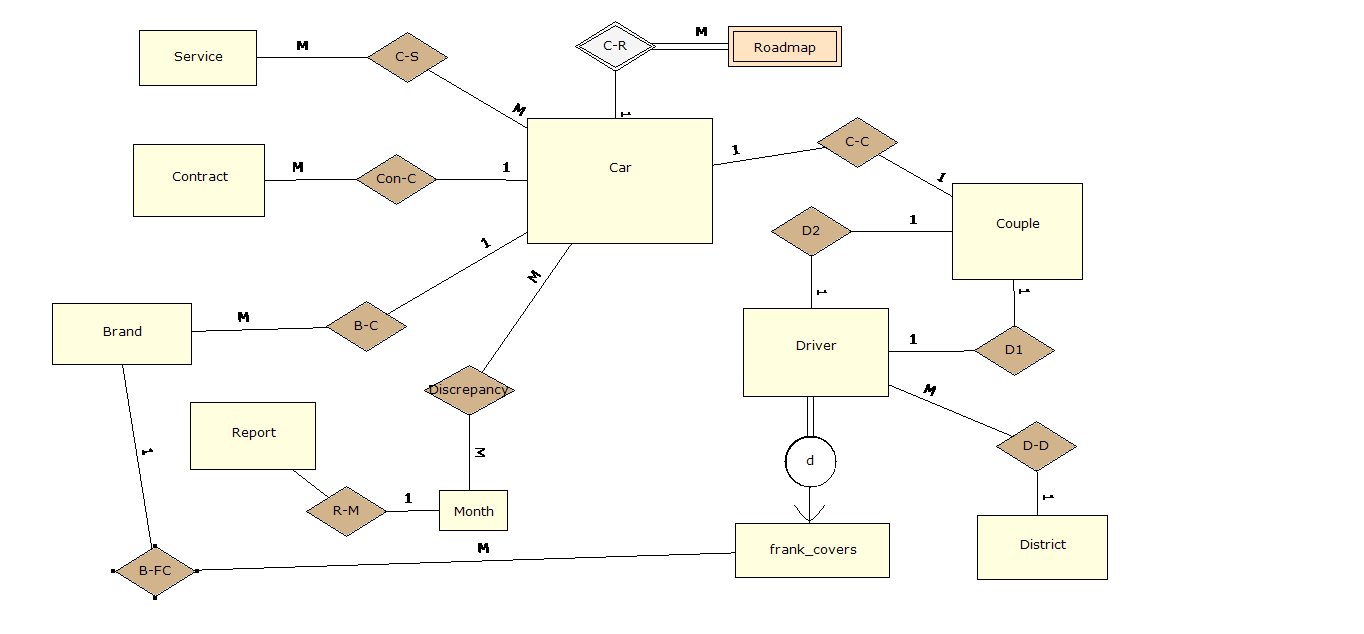 C-R
M
Roadmap
Service
M
C-S
M
1
Car
1
C-C
1
Contract
M
Con-C
1
Couple
D2
1
1
1
1
M
Brand
M
B-C
1
Driver
1
D1
M
Discrepancy
M
1
Report
D-D
d
1
R-M
1
Month
District
frank_covers
M
B-FC